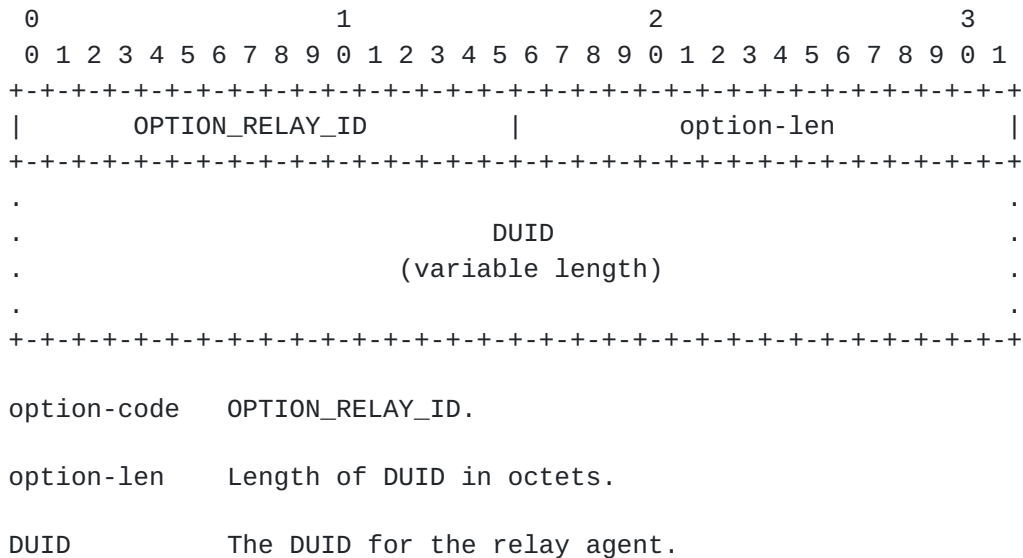 0                   1                   2                   3
 0 1 2 3 4 5 6 7 8 9 0 1 2 3 4 5 6 7 8 9 0 1 2 3 4 5 6 7 8 9 0 1
+-+-+-+-+-+-+-+-+-+-+-+-+-+-+-+-+-+-+-+-+-+-+-+-+-+-+-+-+-+-+-+-+
|       OPTION_RELAY_ID         |          option-len           |
+-+-+-+-+-+-+-+-+-+-+-+-+-+-+-+-+-+-+-+-+-+-+-+-+-+-+-+-+-+-+-+-+
.                                                               .
.                              DUID                             .
.                        (variable length)                      .
.                                                               .
+-+-+-+-+-+-+-+-+-+-+-+-+-+-+-+-+-+-+-+-+-+-+-+-+-+-+-+-+-+-+-+-+
option-code   OPTION_RELAY_ID.
option-len    Length of DUID in octets.
DUID          The DUID for the relay agent.